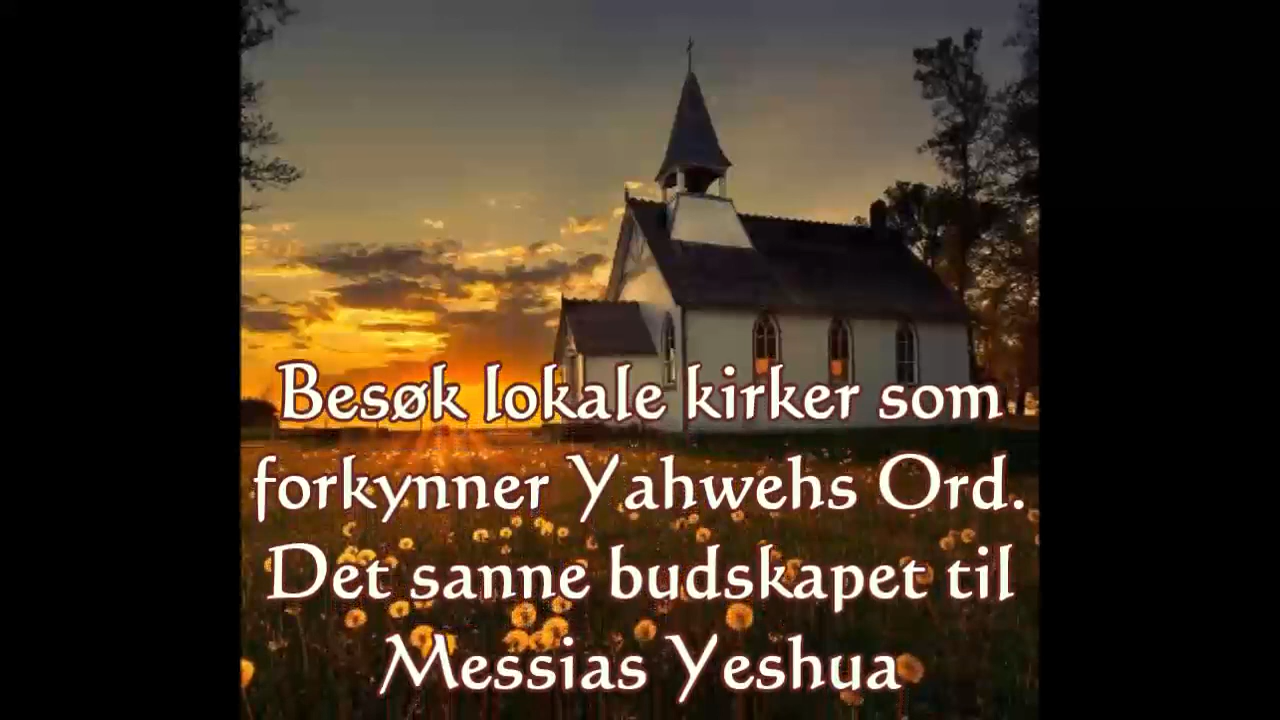 Besøk lokale kirker som
forkynner Yahwehs Ord.
Det sanne budskapet til
Messias Yeshua